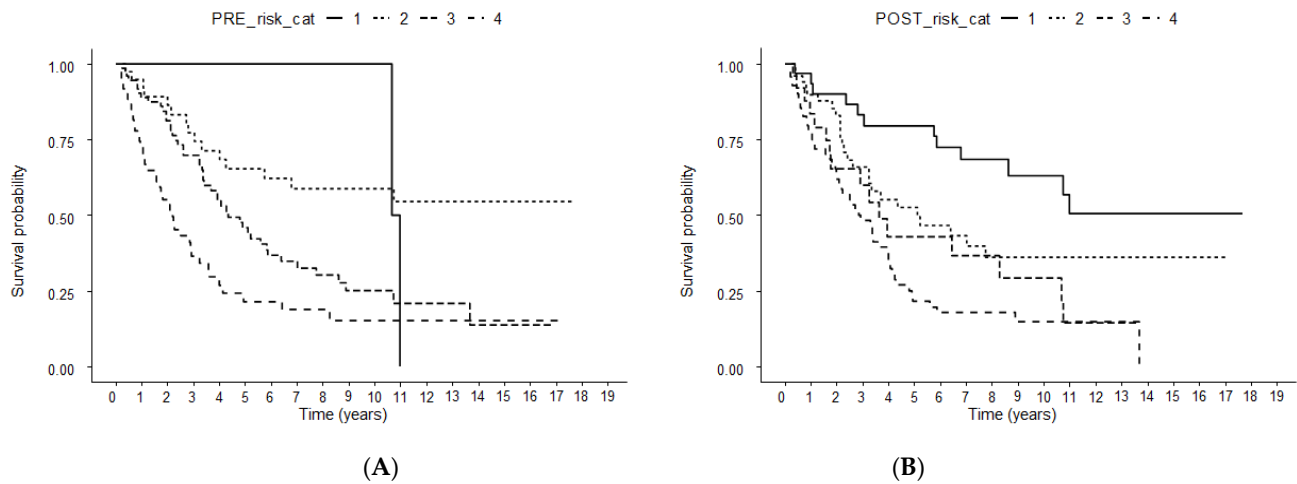 PRE_risk_cat 1 2 3 4
Survival probability
1.00
0.75
0.50
0.25
0.00
0 1 2 3 4 5 6 7 8 9 10 11 12 13 14 15 16 17 18 19
Time (years)
(A)
POST_risk_cat 1 2 3 4
Survival probability
1.00
0.75
0.50
0.25
0.00
0 1 2 3 4 5 6 7 8 9 10 11 12 13 14 15 16 17 18 19
Time (years)
(B)